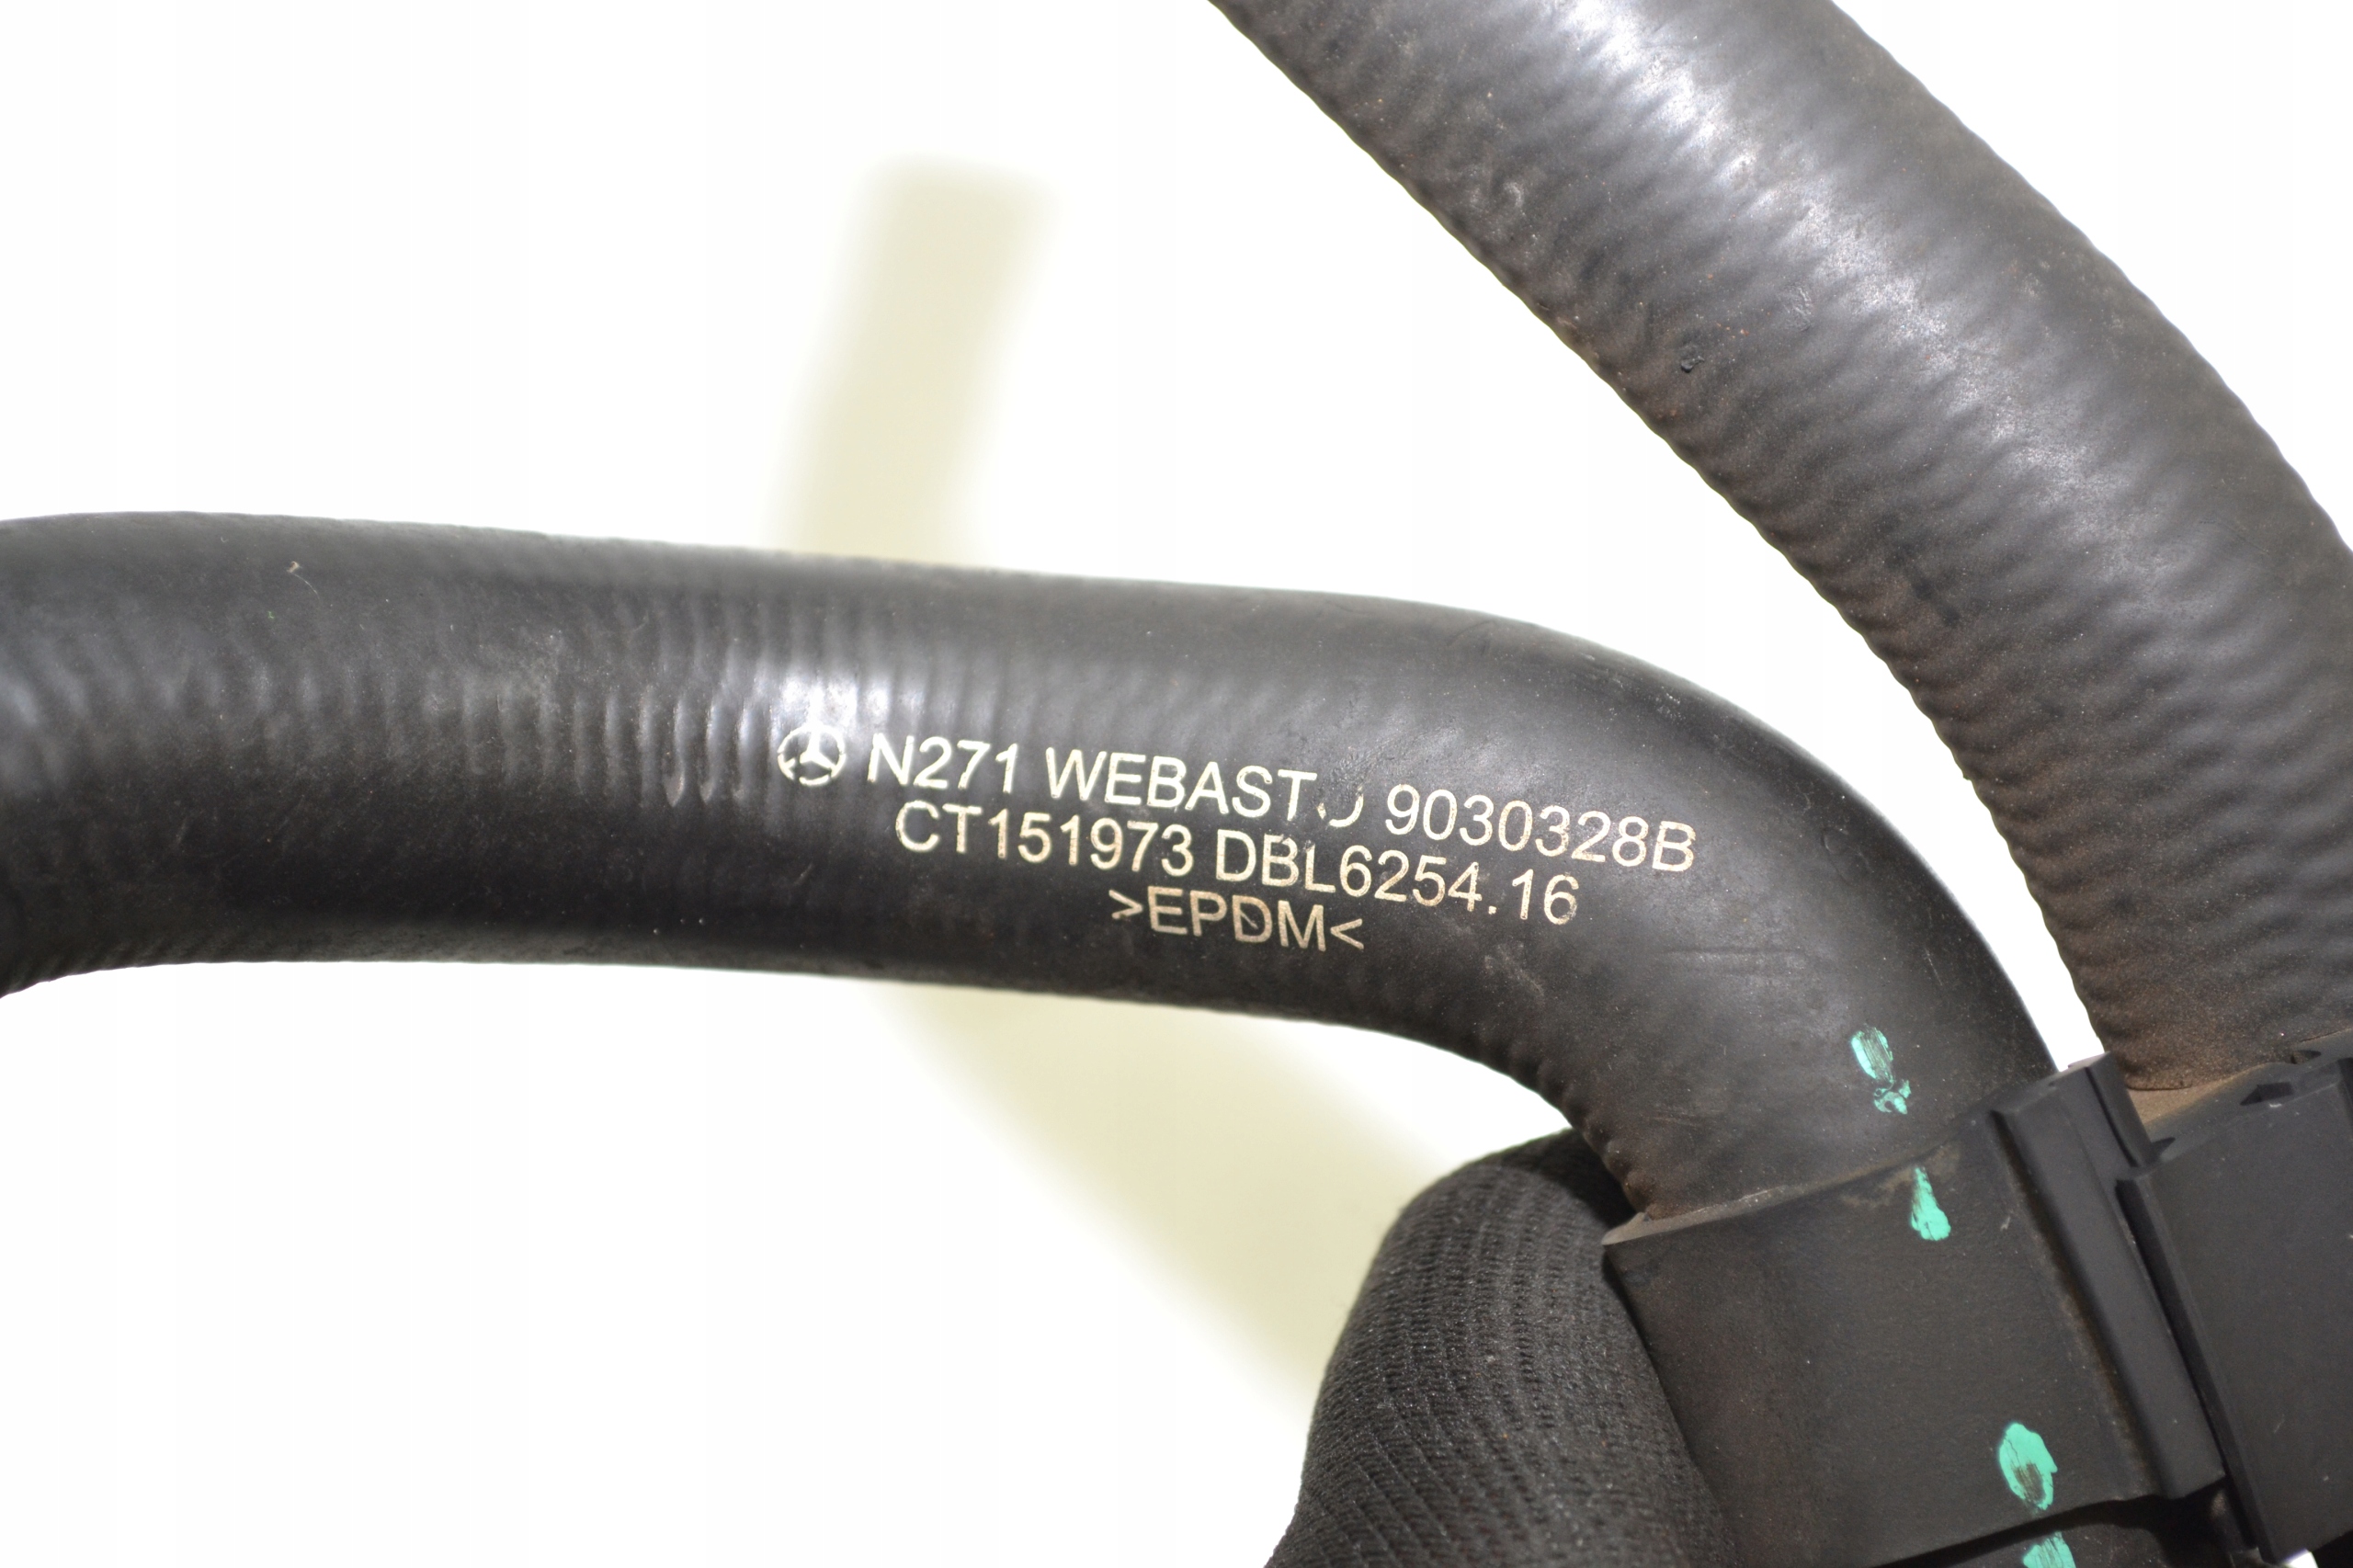 N271 WEBASTO 9030328B
CT151973 DBL6254.16
>EPDM<